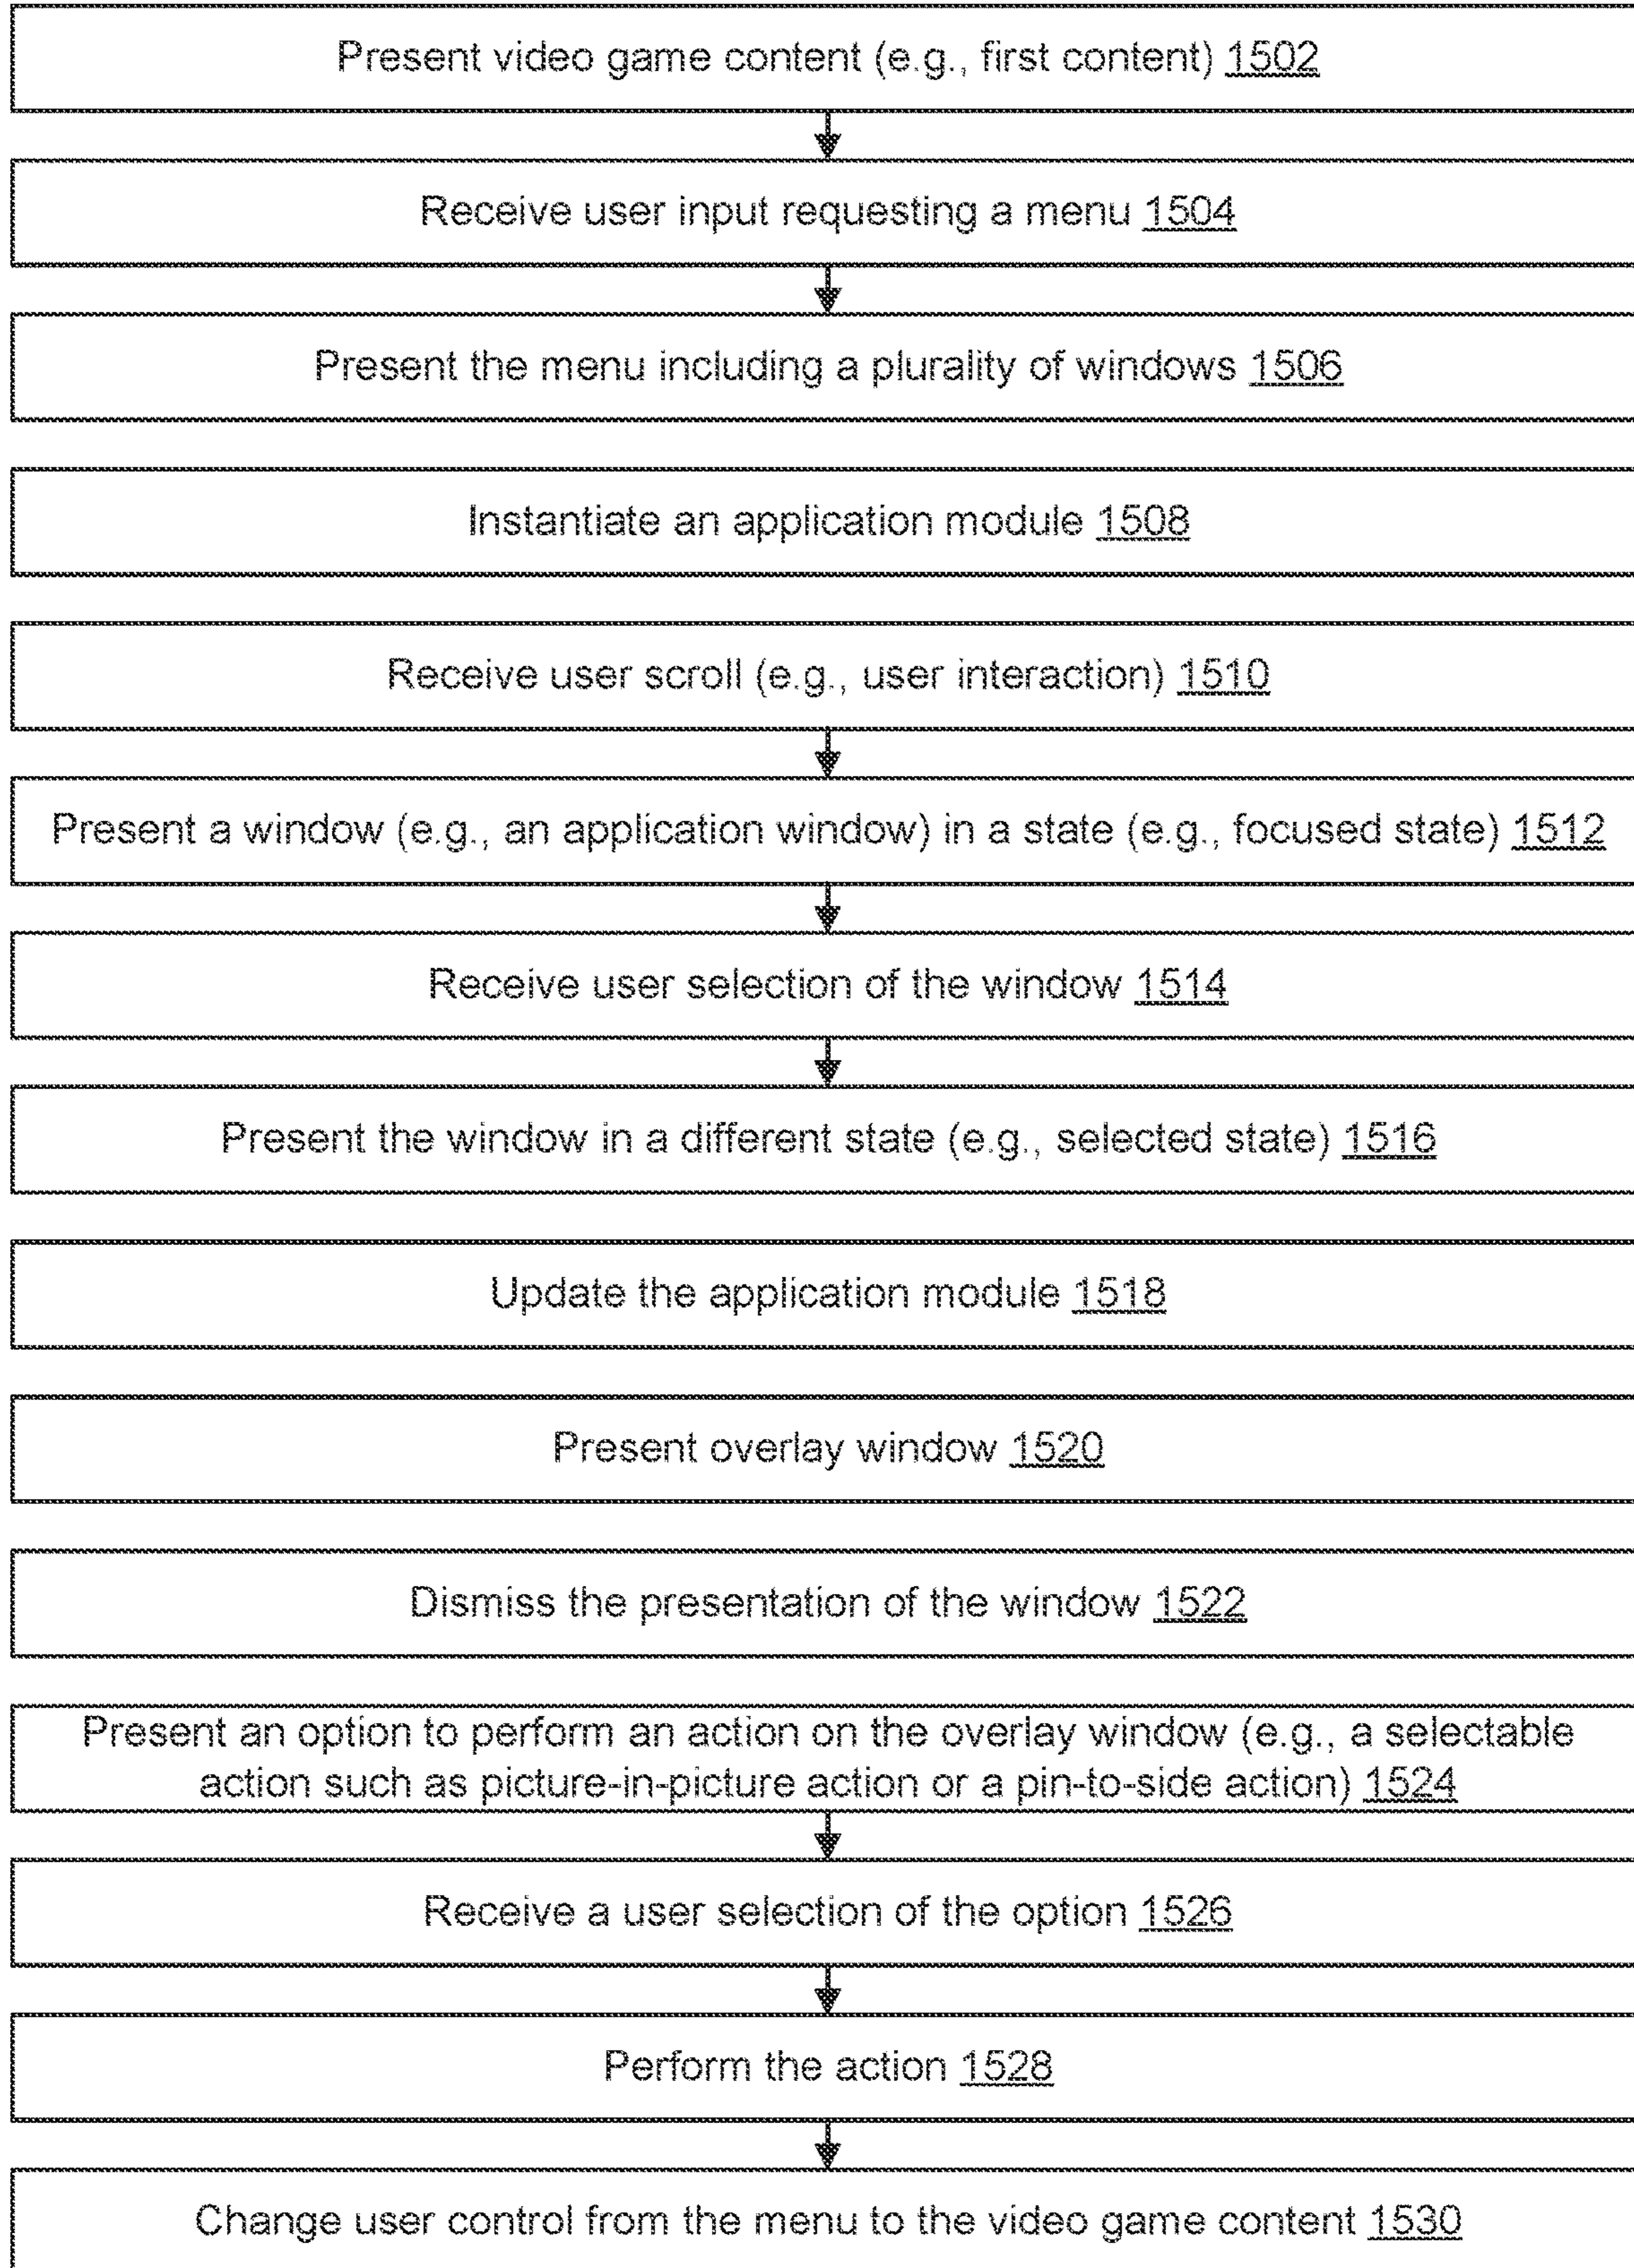 Present video game content (e.g., first content) 1502
Receive user input requesting a menu 1504
Present the menu including a plurality of windows 1506
Instantiate an application module 1508
Receive user scroll (e.g., user interaction) 1510
Present a window (e.g., an application window) in a state (e.g., focused state) 1512
Receive user selection of the window 1514
Present the window in a different state (e.g., selected state) 1516
Update the application module 1518
Present overlay window 1520
Dismiss the presentation of the window 1522
Present an option to perform an action on the overlay window (e.g., a selectable
action such as picture-in-picture action or a pin-to-side action) 1524
Receive a user selection of the option 1526
Perform the action 1528
Change user control from the menu to the video game content 1530